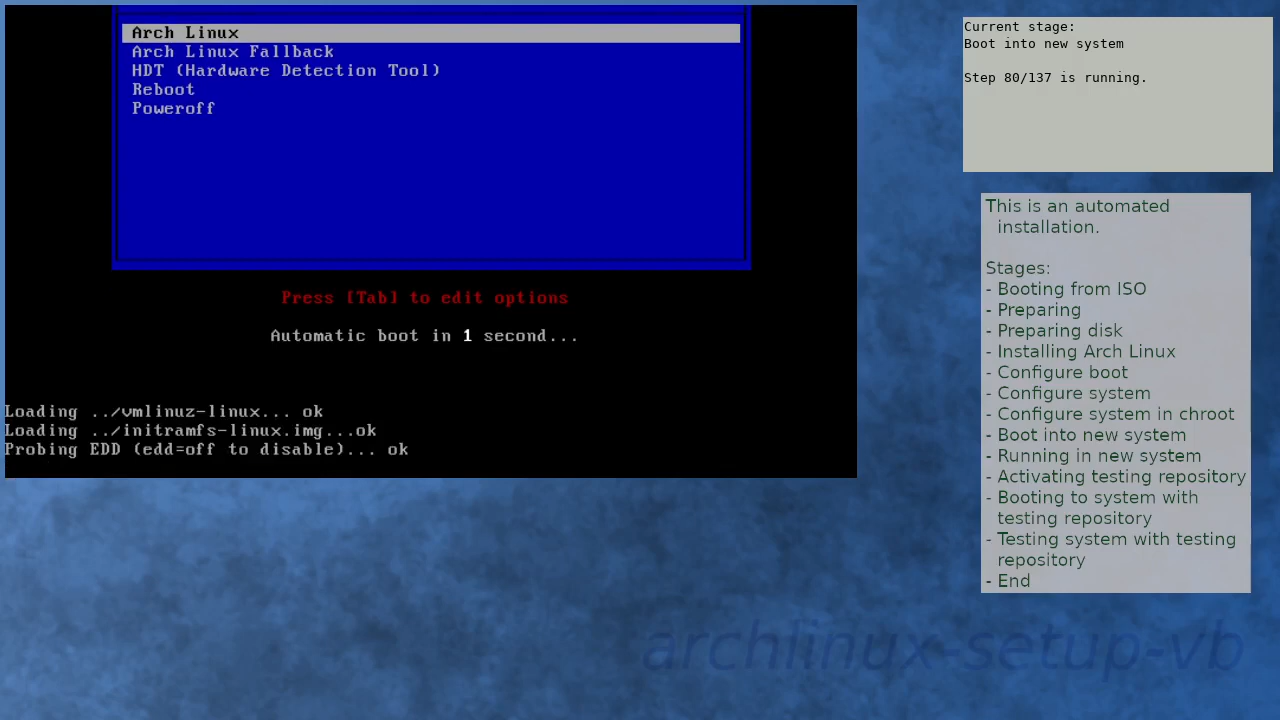 Arch Linux
Arch Linux Fallback
HDT (Hardware Detection Tool)
Reboot
Poweroff
Press [Tab] to edit options
Automatic boot in 1 second...
Loading ../vmlinuz-linux... ok
Loading ../initramfs-linux.img...ok
Probing EDD (edd=off to disable)... ok
Current stage:
Boot into new system
Step 80/137 is running.
This is an automated
installation.
Stages:
- Booting from ISO
- Preparing
- Preparing disk
- Installing Arch Linux
- Configure boot
- Configure system
- Configure system in chroot
- Boot into new system
- Running in new system
- Activating testing repository
- Booting to system with
testing repository
- Testing system with testing
repository
- End
archlinux-setup-vb